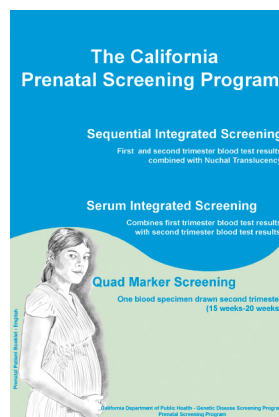 The California
Prenatal Screening Program
Sequential Integrated Screening
First and second trimester blood test results
combined with Nuchal Translucency
Serum Integrated Screening
Combines first trimester blood test results
with second trimester blood test results
Quad Marker Screening
One blood specimen drawn second trimester
(15 weeks-20 weeks
Prenatal Patient Booklet - English
California Department of Public Health - Genetic Disease Screening Program
Prenatal Screening Program